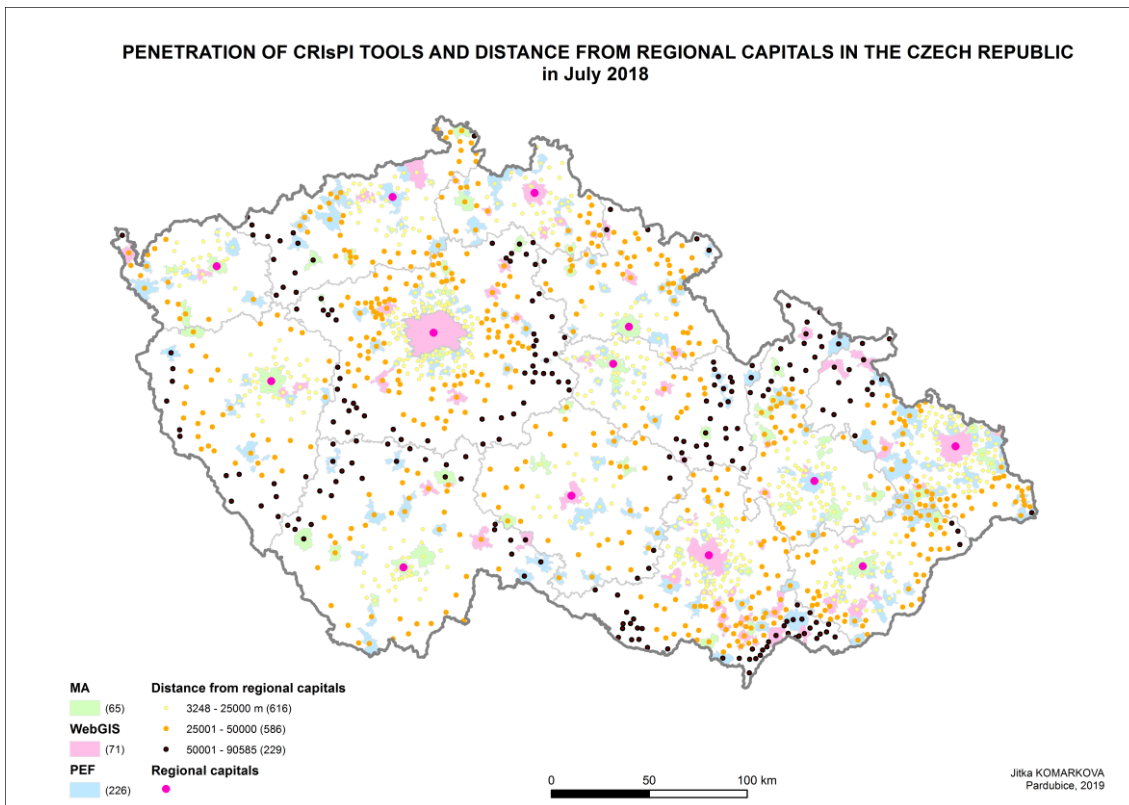 PENETRATION OF CRIsPI TOOLS AND DISTANCE FROM REGIONAL CAPITALS IN THE CZECH REPUBLIC
in July 2018
MA
(65)
WebGIS
(71)
PEF
(226)
Distance from regional capitals
3248 - 25000 m (616)
25001 - 50000 (586)
50001 - 90585 (229)
Regional capitals
0 50 100 km
Jitka KOMARKOVA
Pardubice, 2019